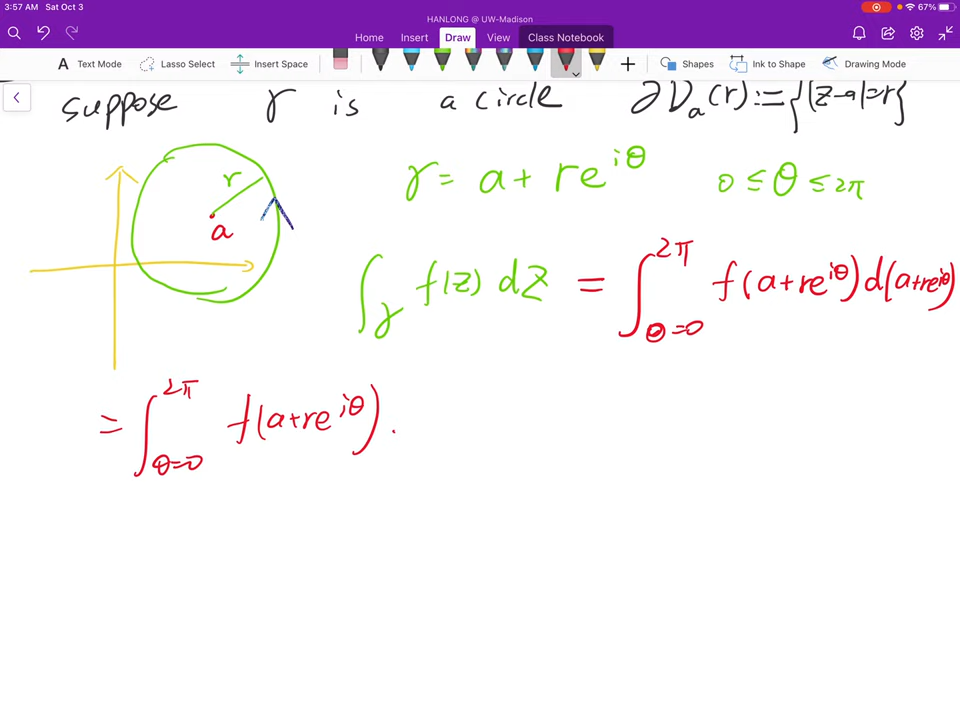 3:57 AM Sat Oct 3
67%
HANLONG @ UW-Madison
Home Insert Draw View Class Notebook
Text Mode Lasso Select Insert Space Shapes Ink to Shape Drawing Mode
suppose γ is a circle ∂D_a(r) := {|z-a|=r}
r
a
γ = a + re^{iθ} 0 ≤ θ ≤ 2π
∫_γ f(z) dz = ∫_{θ=0}^{2π} f(a+re^{iθ}) d(a+re^{iθ})
= ∫_{θ=0}^{2π} f(a+re^{iθ}) .